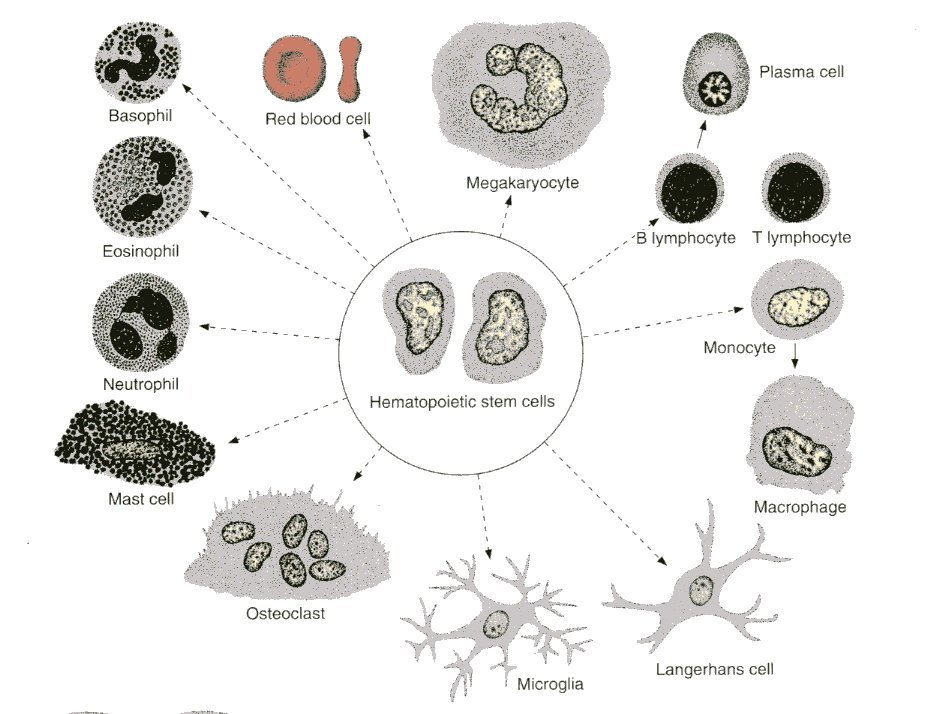 Basophil
Red blood cell
Megakaryocyte
Plasma cell
Eosinophil
B lymphocyte
T lymphocyte
Neutrophil
Hematopoietic stem cells
Monocyte
Mast cell
Macrophage
Osteoclast
Microglia
Langerhans cell